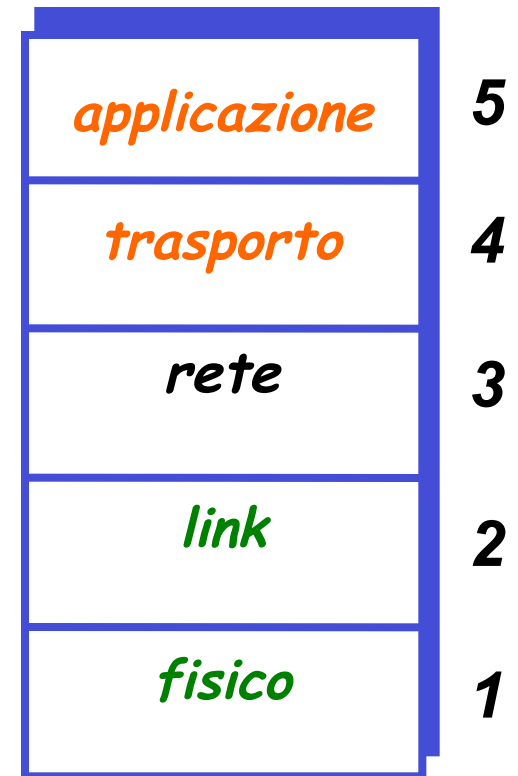 applicazione 5
trasporto 4
rete 3
link 2
fisico 1